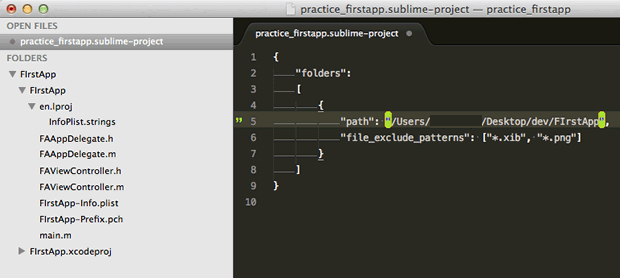 practice_firstapp.sublime-project — practice_firstapp
OPEN FILES
practice_firstapp.sublime-project
FOLDERS
FIrstApp
FIrstApp
en.lproj
InfoPlist.strings
FAAppDelegate.h
FAAppDelegate.m
FAViewController.h
FAViewController.m
FIrstApp-Info.plist
FIrstApp-Prefix.pch
main.m
FIrstApp.xcodeproj
practice_firstapp.sublime-project
1 {
2 "folders":
3 [
4 {
5 "path": "/Users/ /Desktop/dev/FIrstApp",
6 "file_exclude_patterns": ["*.xib", "*.png"]
7 }
8 ]
9 }
10